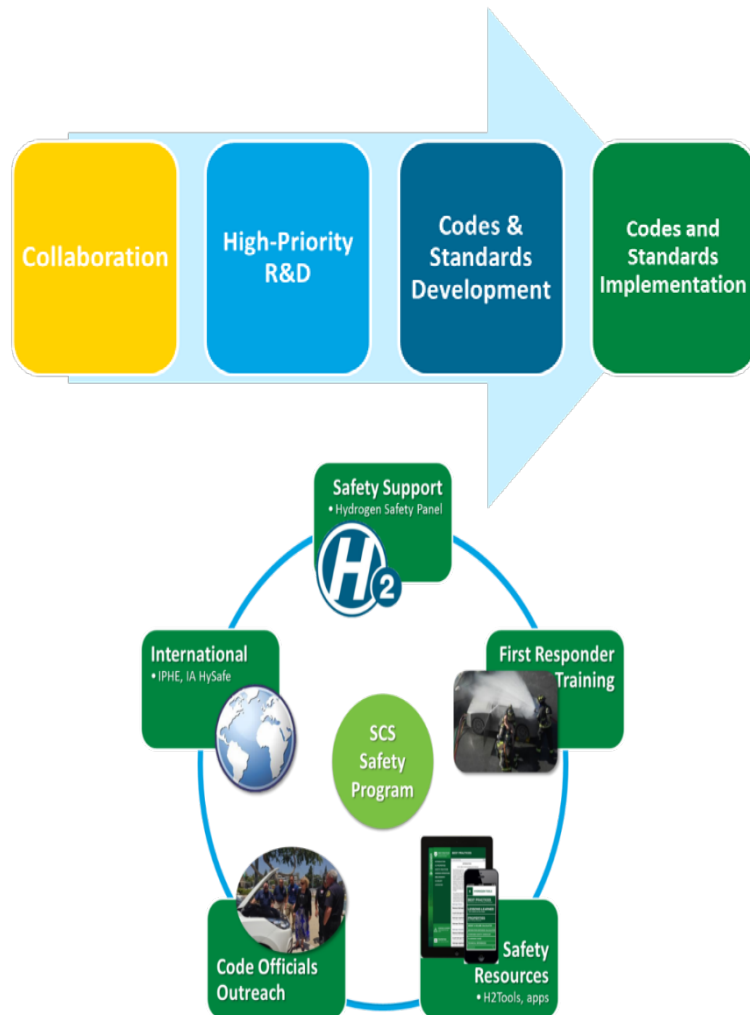 Collaboration
High-Priority
R&D
Codes &
Standards
Development
Codes and
Standards
Implementation
Safety Support
• Hydrogen Safety Panel
H2
International
• IPHE, IA HySafe
First Responder
Training
SCS
Safety
Program
Code Officials
Outreach
Safety
Resources
• H2Tools, apps